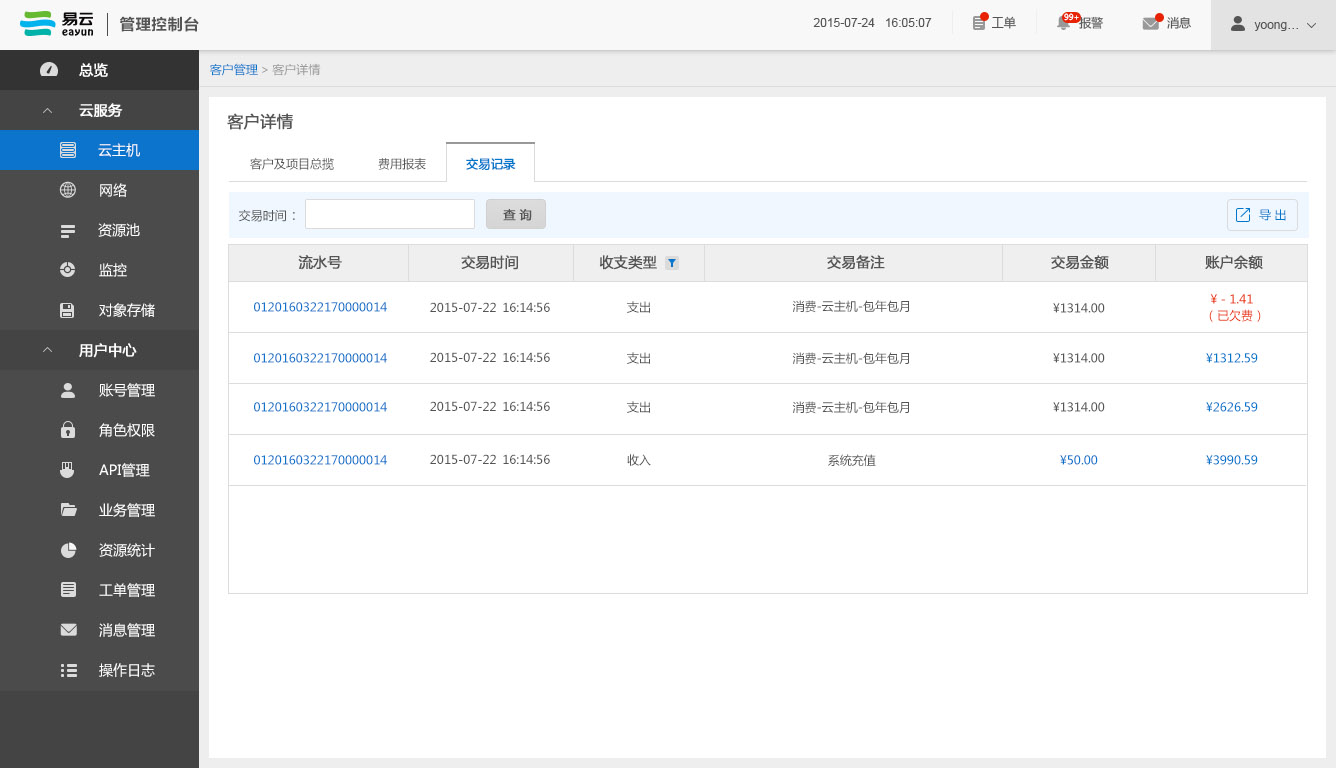 易云
eayun
管理控制台
2015-07-24 16:05:07
工单
99+
报警
消息
yoong...
总览
云服务
云主机
网络
资源池
监控
对象存储
用户中心
账号管理
角色权限
API管理
业务管理
资源统计
工单管理
消息管理
操作日志
客户管理 > 客户详情
客户详情
客户及项目总揽 费用报表 交易记录
交易时间： 查 询 导 出
流水号 交易时间 收支类型 交易备注 交易金额 账户余额
0120160322170000014 2015-07-22 16:14:56 支出 消费-云主机-包年包月 ¥1314.00 ¥ - 1.41
（ 已欠费 ）
0120160322170000014 2015-07-22 16:14:56 支出 消费-云主机-包年包月 ¥1314.00 ¥1312.59
0120160322170000014 2015-07-22 16:14:56 支出 消费-云主机-包年包月 ¥1314.00 ¥2626.59
0120160322170000014 2015-07-22 16:14:56 收入 系统充值 ¥50.00 ¥3990.59